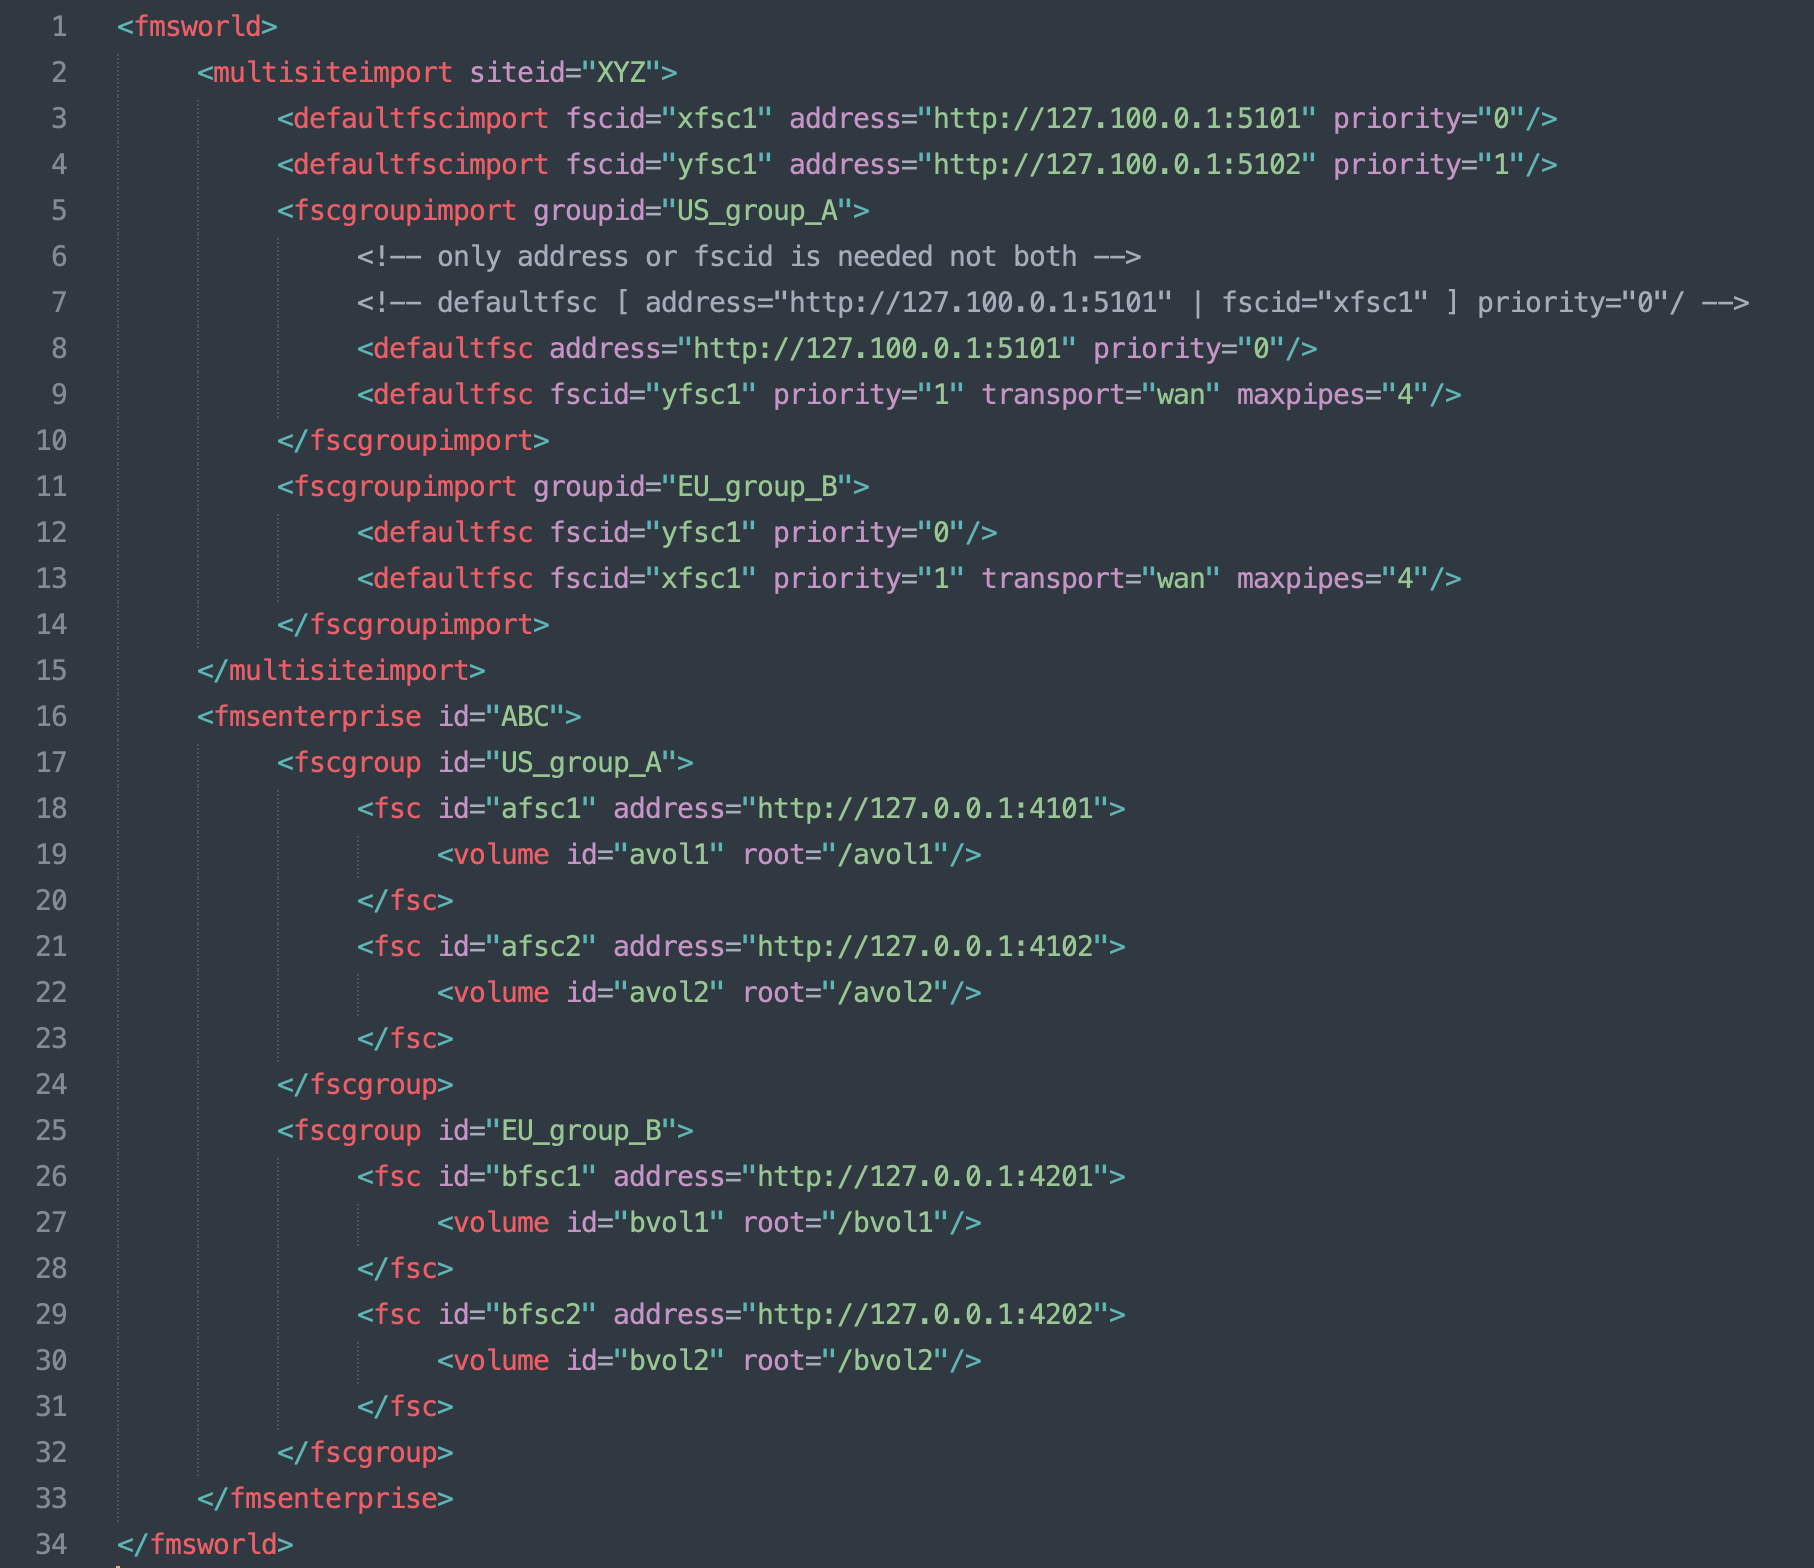 1 <fmsworld>
2 <multisiteimport siteid="XYZ">
3 <defaultfscimport fscid="xfsc1" address="http://127.100.0.1:5101" priority="0"/>
4 <defaultfscimport fscid="yfsc1" address="http://127.100.0.1:5102" priority="1"/>
5 <fscgroupimport groupid="US_group_A">
6 <!-- only address or fscid is needed not both -->
7 <!-- defaultfsc [ address="http://127.100.0.1:5101" | fscid="xfsc1" ] priority="0"/ -->
8 <defaultfsc address="http://127.100.0.1:5101" priority="0"/>
9 <defaultfsc fscid="yfsc1" priority="1" transport="wan" maxpipes="4"/>
10 </fscgroupimport>
11 <fscgroupimport groupid="EU_group_B">
12 <defaultfsc fscid="yfsc1" priority="0"/>
13 <defaultfsc fscid="xfsc1" priority="1" transport="wan" maxpipes="4"/>
14 </fscgroupimport>
15 </multisiteimport>
16 <fmsenterprise id="ABC">
17 <fscgroup id="US_group_A">
18 <fsc id="afsc1" address="http://127.0.0.1:4101">
19 <volume id="avol1" root="/avol1"/>
20 </fsc>
21 <fsc id="afsc2" address="http://127.0.0.1:4102">
22 <volume id="avol2" root="/avol2"/>
23 </fsc>
24 </fscgroup>
25 <fscgroup id="EU_group_B">
26 <fsc id="bfsc1" address="http://127.0.0.1:4201">
27 <volume id="bvol1" root="/bvol1"/>
28 </fsc>
29 <fsc id="bfsc2" address="http://127.0.0.1:4202">
30 <volume id="bvol2" root="/bvol2"/>
31 </fsc>
32 </fscgroup>
33 </fmsenterprise>
34 </fmsworld>